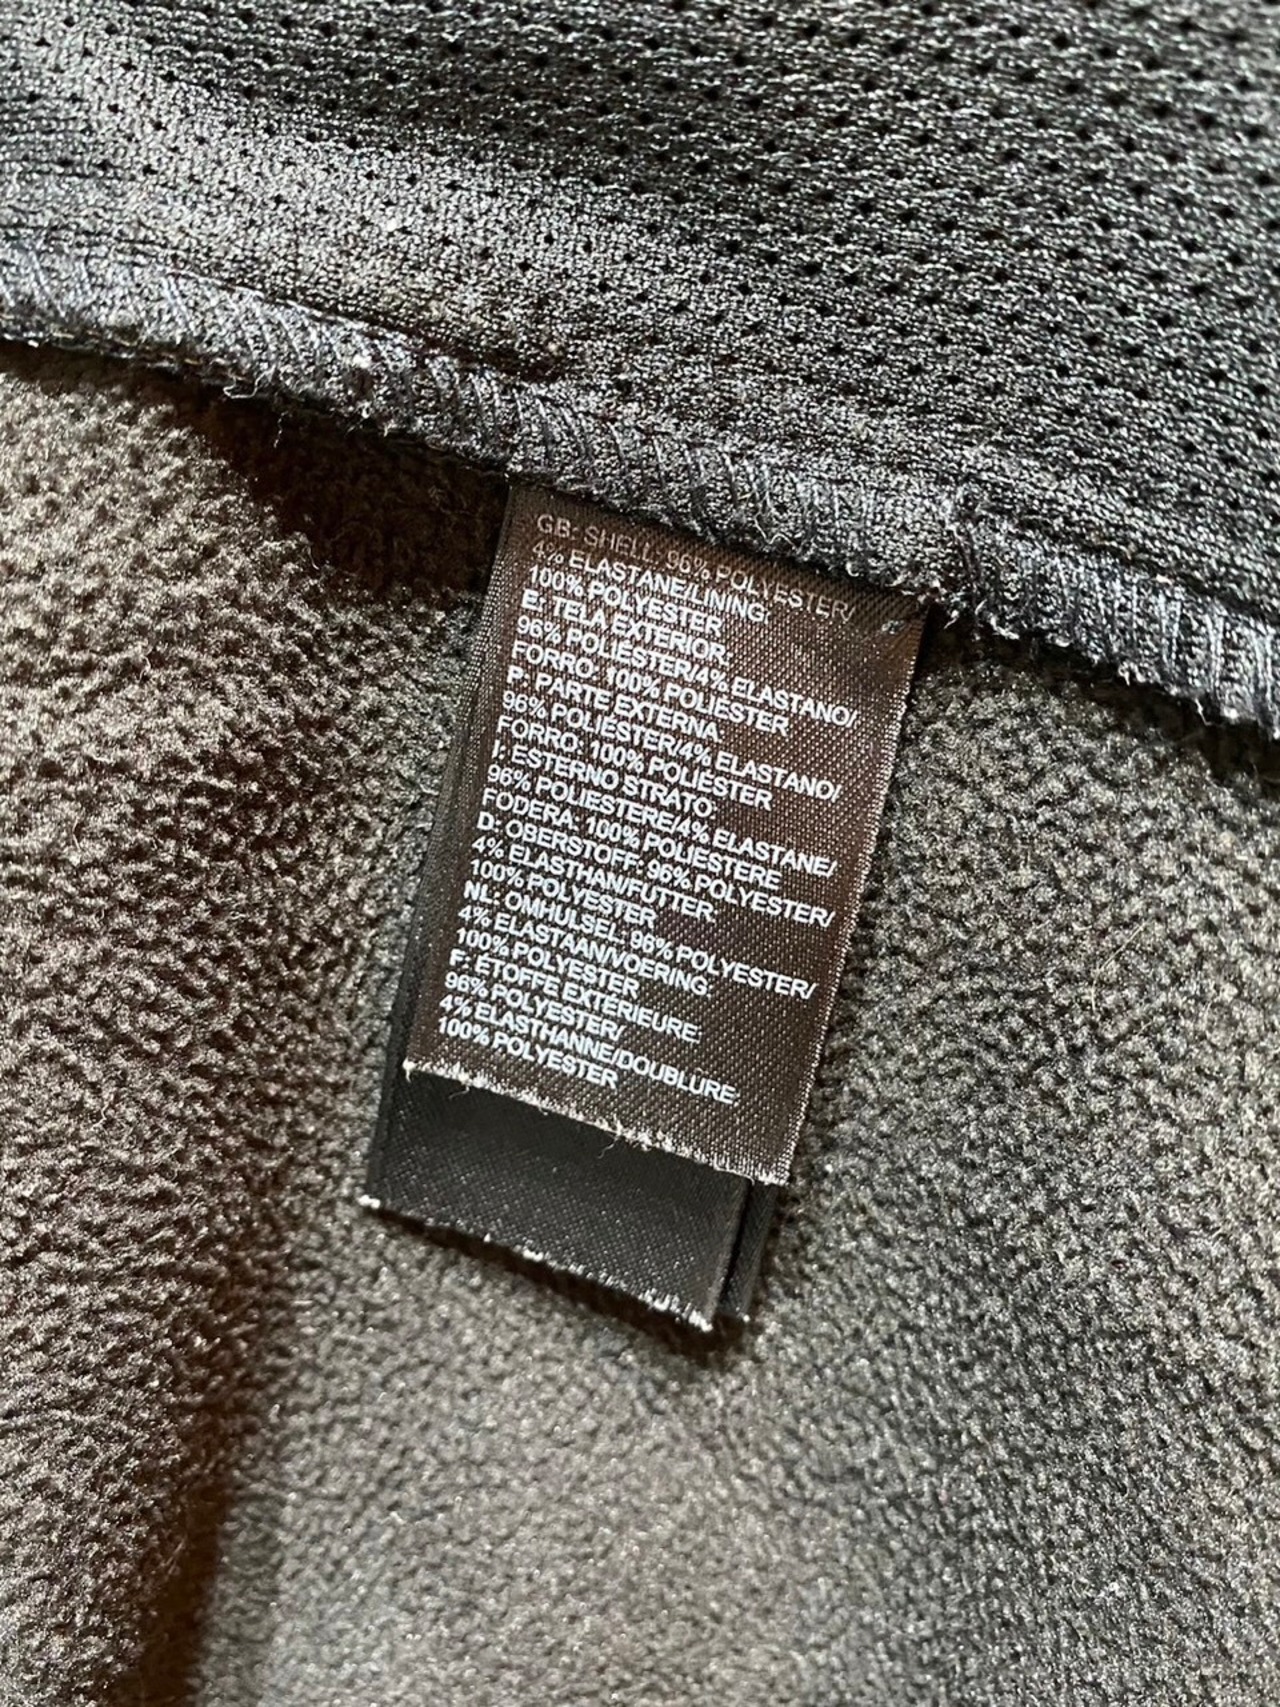 GB: SHELL: 96% POLYESTER/
4% ELASTANE/LINING:
100% POLYESTER
E: TELA EXTERIOR.
96% POLIÉSTER/4% ELASTANO/
FORRO: 100% POLIÉSTER
P: PARTE EXTERNA.
96% POLIÉSTER/4% ELASTANO/
FORRO: 100% POLIÉSTER
I: ESTERNO STRATO:
96% POLIESTERE/4% ELASTANE/
FODERA: 100% POLIESTERE
D: OBERSTOFF: 96% POLYESTER/
4% ELASTHAN/FUTTER:
100% POLYESTER
NL: OMHULSEL. 96% POLYESTER/
4% ELASTAAN/VOERING:
100% POLYESTER
F: ÉTOFFE EXTÉRIEURE:
96% POLYESTER/
4% ELASTHANNE/DOUBLURE.
100% POLYESTER